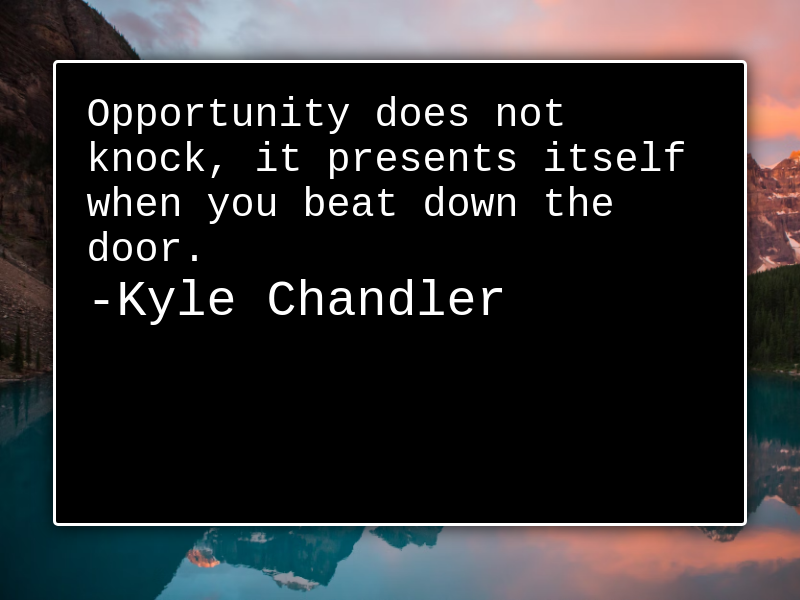 Opportunity does not
knock, it presents itself
when you beat down the
door.
-Kyle Chandler